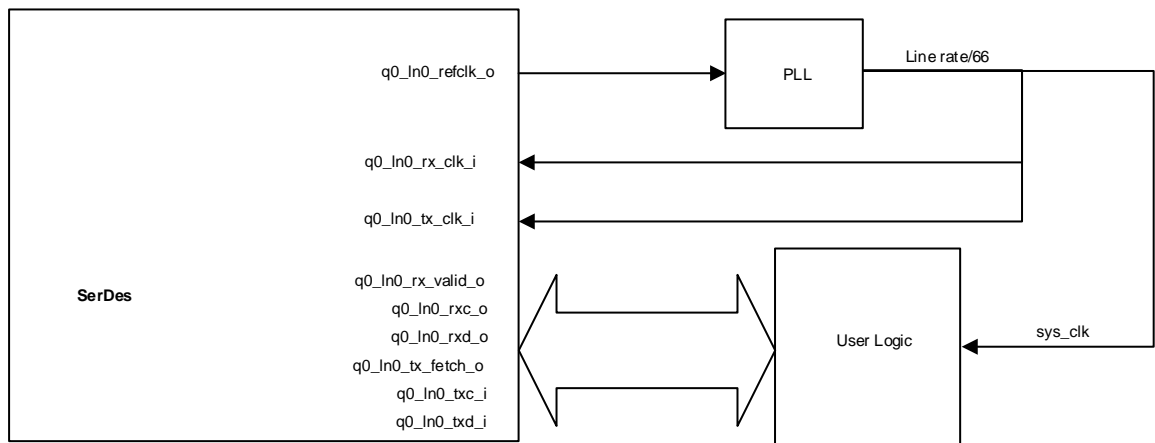 q0_ln0_refclk_o
PLL
Line rate/66
q0_ln0_rx_clk_i
q0_ln0_tx_clk_i
SerDes
q0_ln0_rx_valid_o
q0_ln0_rxc_o
q0_ln0_rxd_o
q0_ln0_tx_fetch_o
q0_ln0_txc_i
q0_ln0_txd_i
User Logic
sys_clk